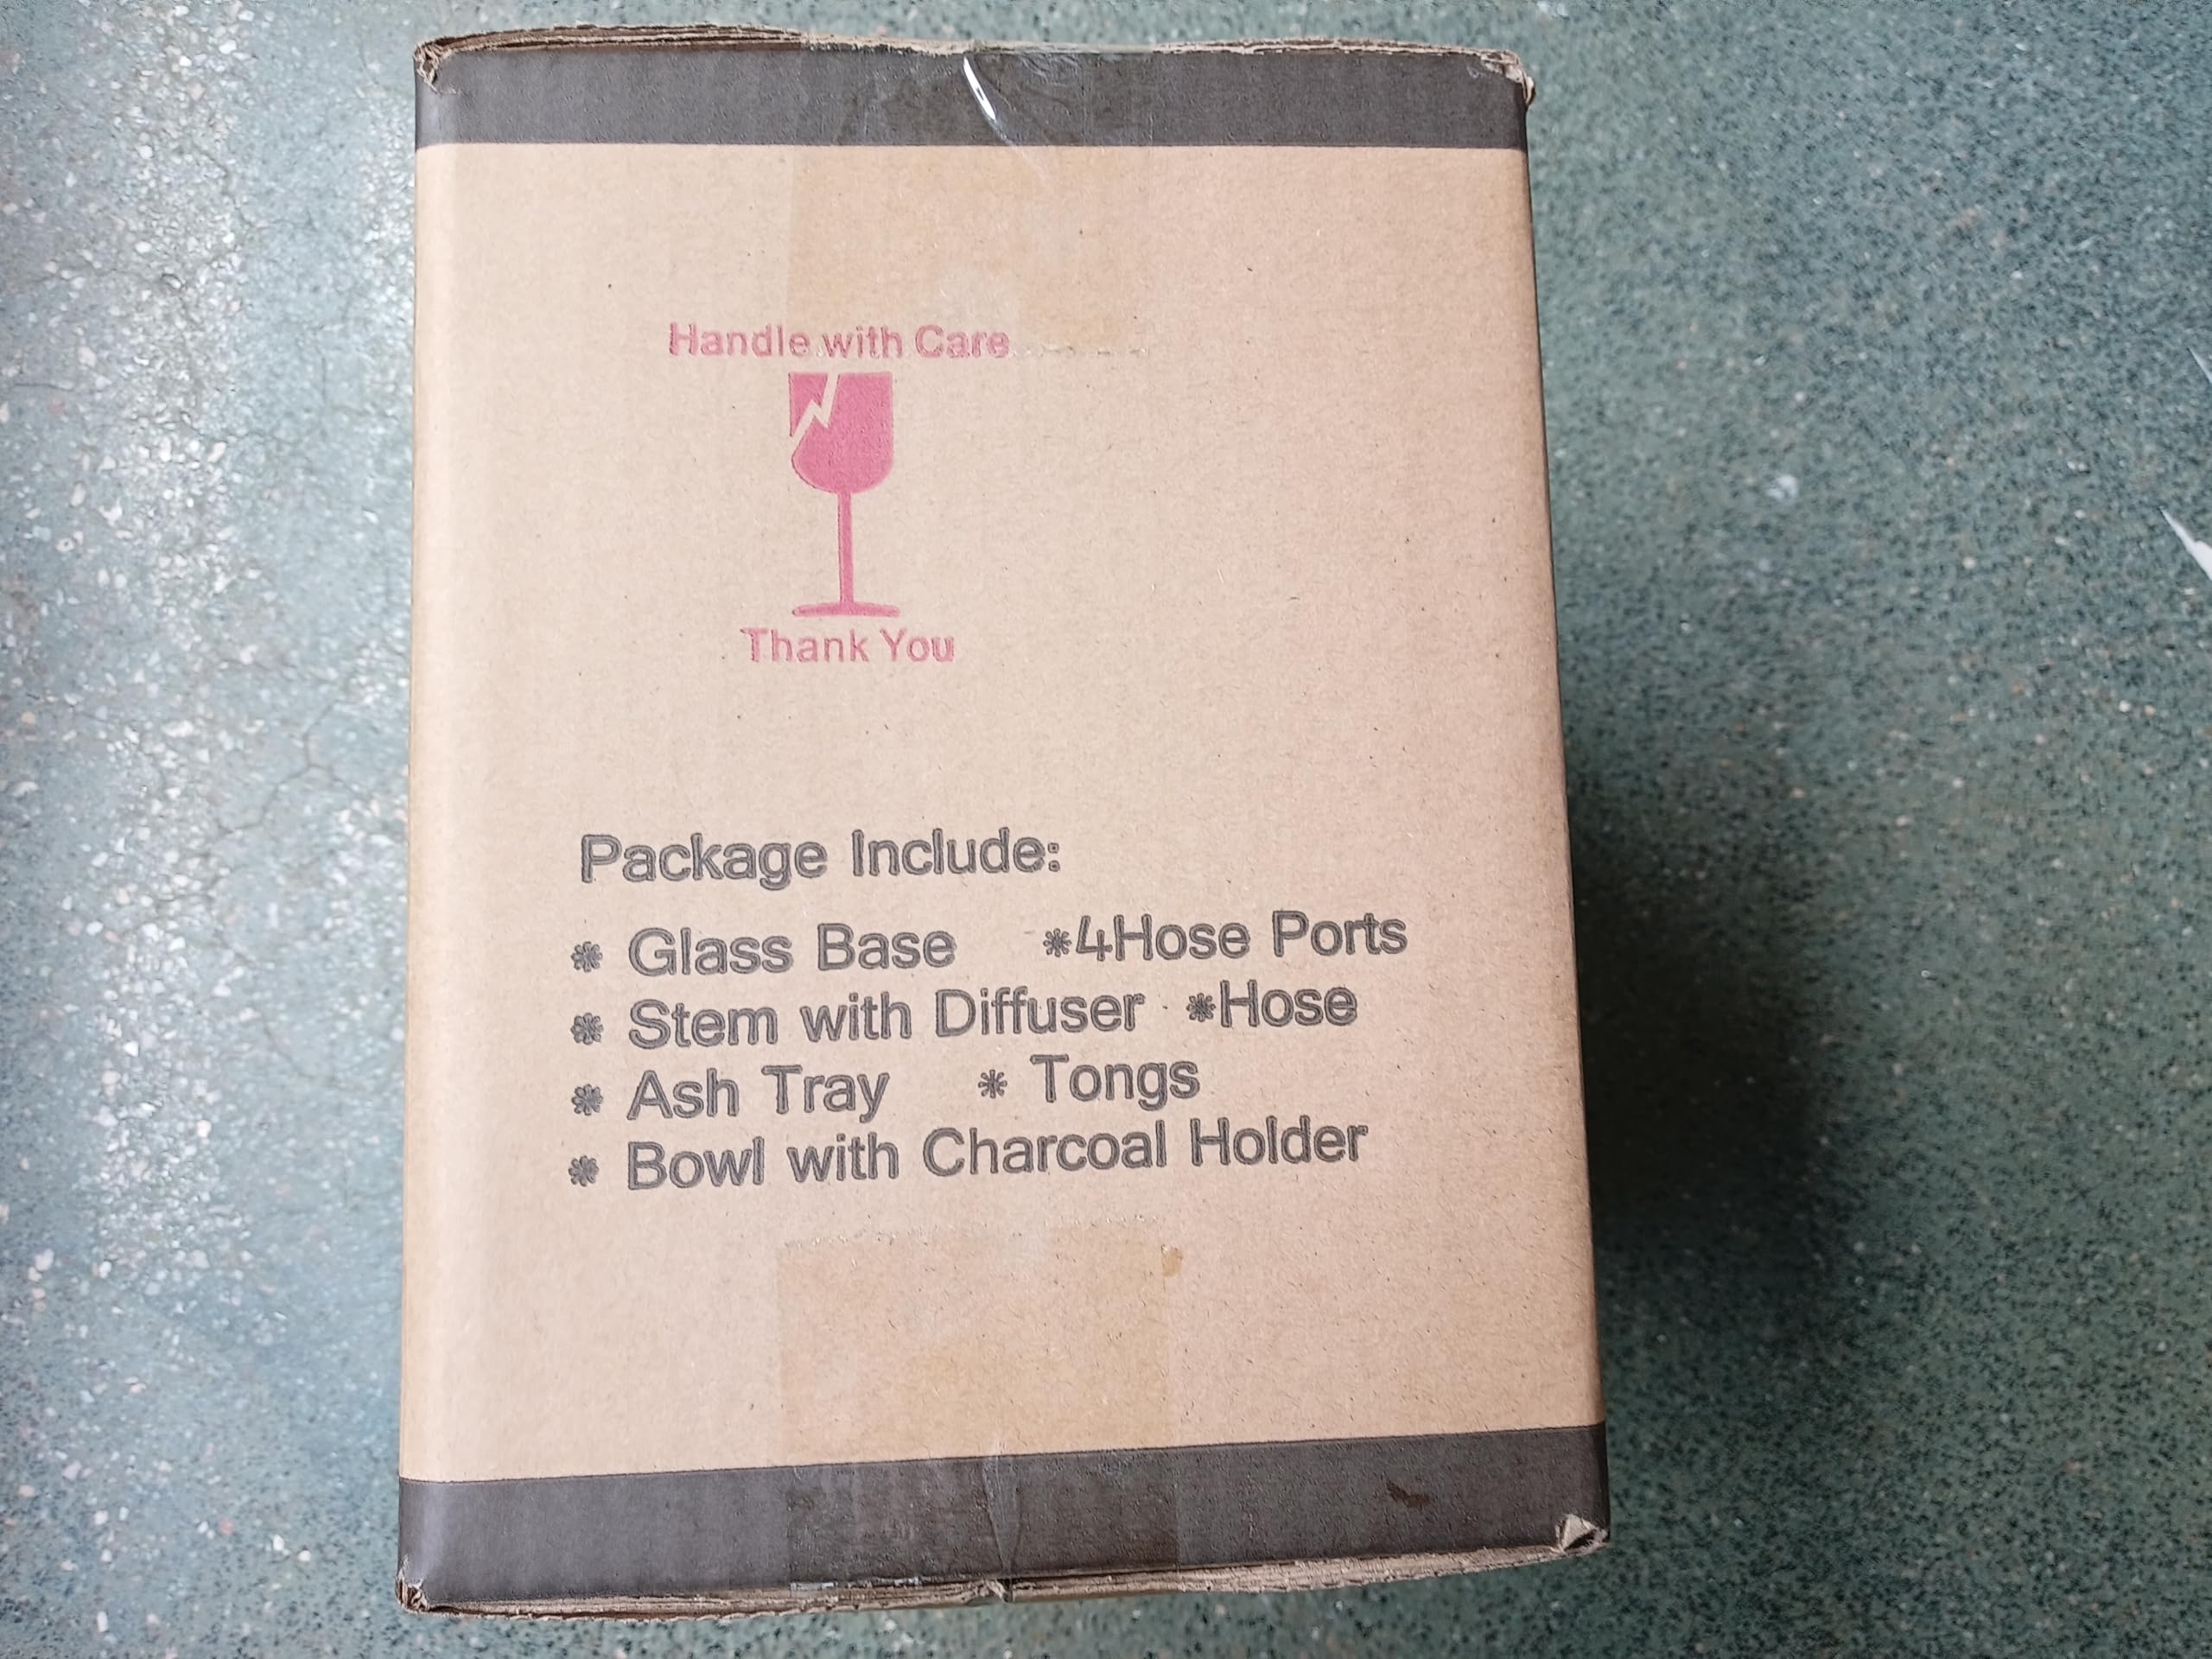 Handle with Care
Thank You
Package Include:
* Glass Base *4Hose Ports
* Stem with Diffuser *Hose
* Ash Tray * Tongs
* Bowl with Charcoal Holder